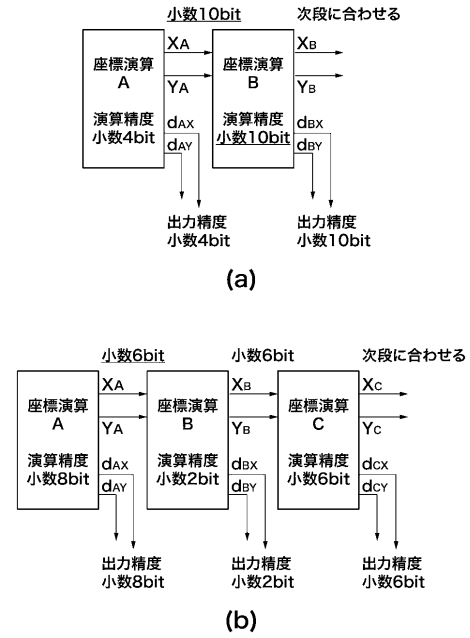 小数10bit
次段に合わせる
XA
XB
座標演算
A
座標演算
B
YA
YB
演算精度
小数4bit
dAX
dAY
演算精度
小数10bit
dBX
dBY
出力精度
小数4bit
出力精度
小数10bit
(a)
小数6bit
小数6bit
次段に合わせる
XA
XB
XC
座標演算
A
座標演算
B
座標演算
C
YA
YB
YC
演算精度
小数8bit
dAX
dAY
演算精度
小数2bit
dBX
dBY
演算精度
小数6bit
dCX
dCY
出力精度
小数8bit
出力精度
小数2bit
出力精度
小数6bit
(b)